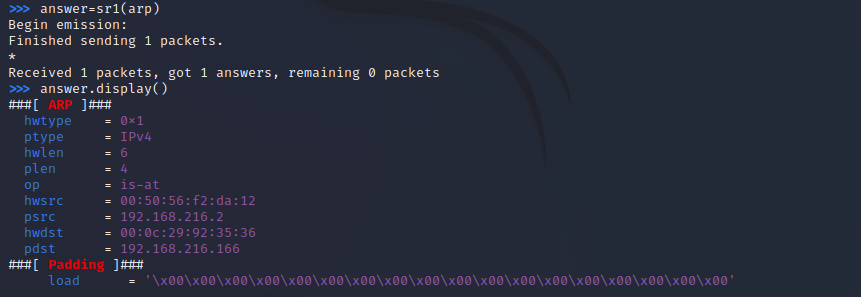 >>> answer=sr1(arp)
Begin emission:
Finished sending 1 packets.
*
Received 1 packets, got 1 answers, remaining 0 packets
>>> answer.display()
###[ ARP ]###
  hwtype    = 0×1
  ptype     = IPv4
  hwlen     = 6
  plen      = 4
  op        = is-at
  hwsrc     = 00:50:56:f2:da:12
  psrc      = 192.168.216.2
  hwdst     = 00:0c:29:92:35:36
  pdst      = 192.168.216.166
###[ Padding ]###
     load      = '\x00\x00\x00\x00\x00\x00\x00\x00\x00\x00\x00\x00\x00\x00\x00\x00\x00\x00'